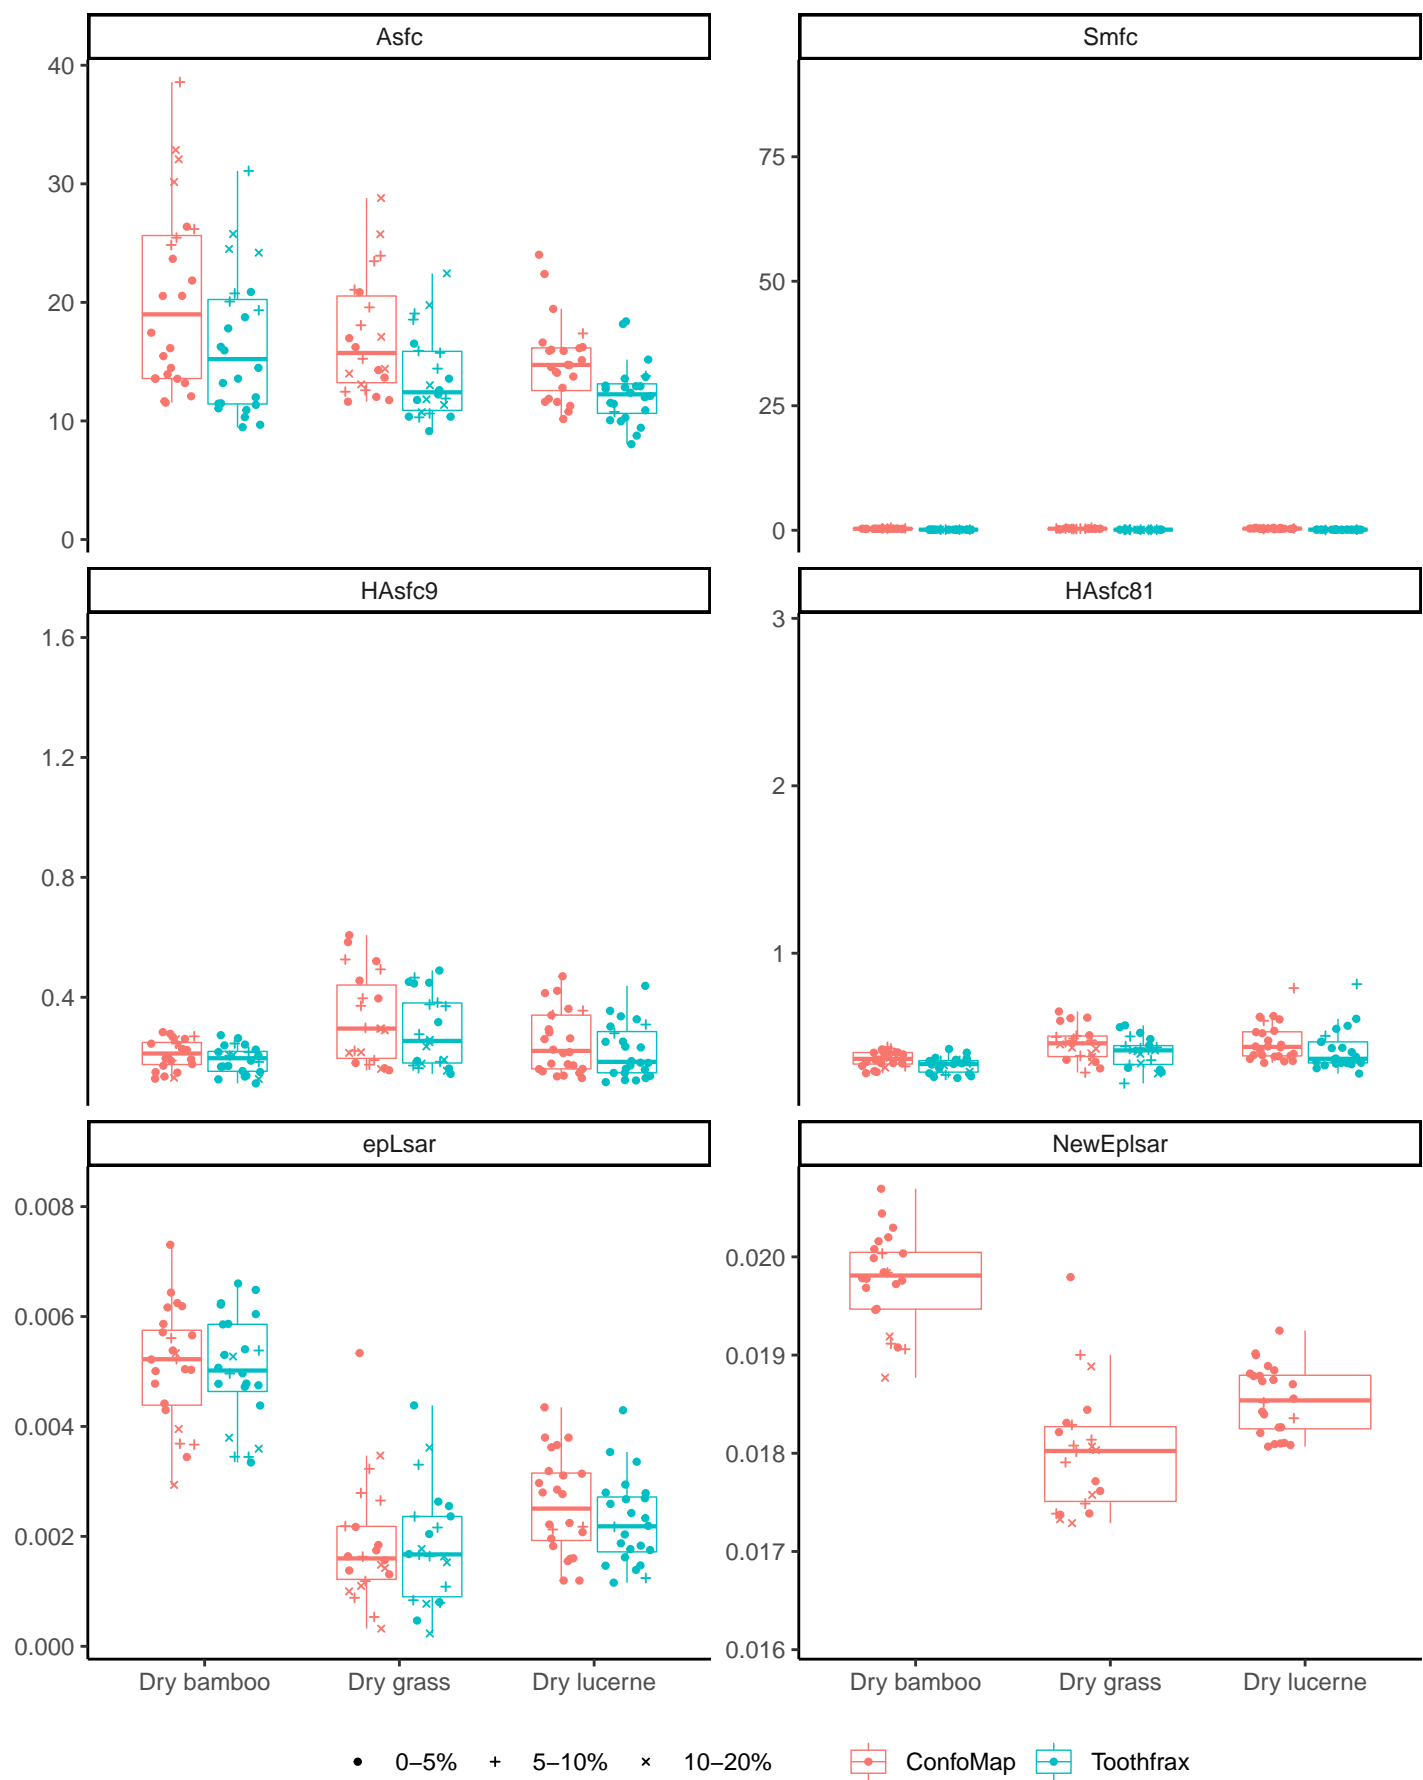 Asfc
Smfc
40
30
20
10
0
75
50
25
0
HAsfc9
HAsfc81
1.6
1.2
0.8
0.4
3
2
1
epLsar
NewEplsar
0.008
0.006
0.004
0.002
0.000
0.020
0.019
0.018
0.017
0.016
Dry bamboo Dry grass Dry lucerne
Dry bamboo Dry grass Dry lucerne
0–5% 5–10% 10–20% ConfoMap Toothfrax